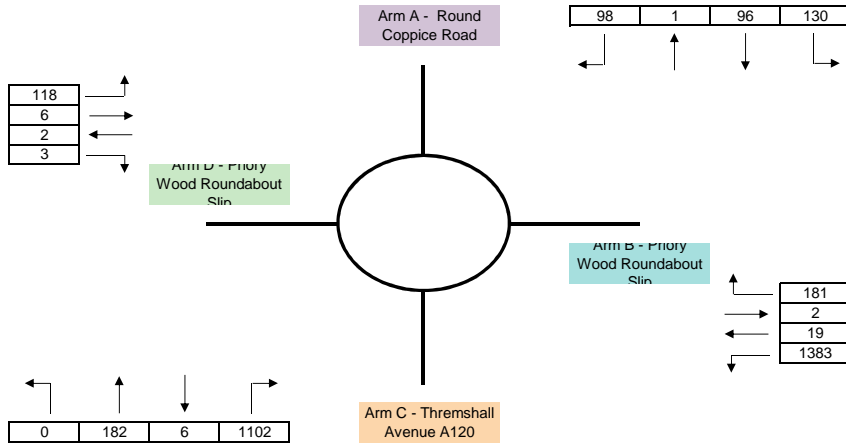 Arm A - Round
Coppice Road
98 1 96 130
118
6
2
3
Arm D - Priory
Wood Roundabout
Slip
Arm B - Priory
Wood Roundabout
Slip
181
2
19
1383
0 182 6 1102
Arm C - Thremshall
Avenue A120